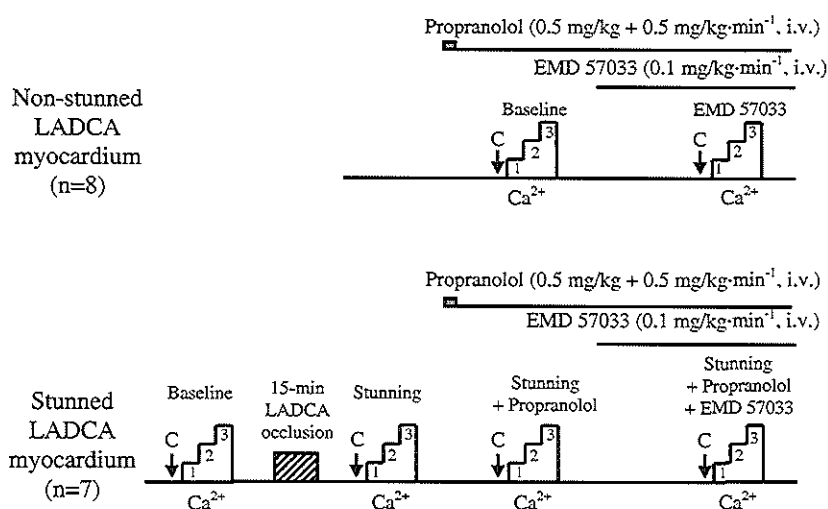 Propranolol (0.5 mg/kg + 0.5 mg/kg·min⁻¹, i.v.)
EMD 57033 (0.1 mg/kg·min⁻¹, i.v.)
Non-stunned
LADCA
myocardium
(n=8)
Baseline
EMD 57033
C
1
2
3
C
1
2
3
Ca²⁺
Ca²⁺
Propranolol (0.5 mg/kg + 0.5 mg/kg·min⁻¹, i.v.)
EMD 57033 (0.1 mg/kg·min⁻¹, i.v.)
Stunned
LADCA
myocardium
(n=7)
Baseline
15-min
LADCA
occlusion
Stunning
Stunning
+ Propranolol
Stunning
+ Propranolol
+ EMD 57033
C
1
2
3
C
1
2
3
C
1
2
3
C
1
2
3
Ca²⁺
Ca²⁺
Ca²⁺
Ca²⁺